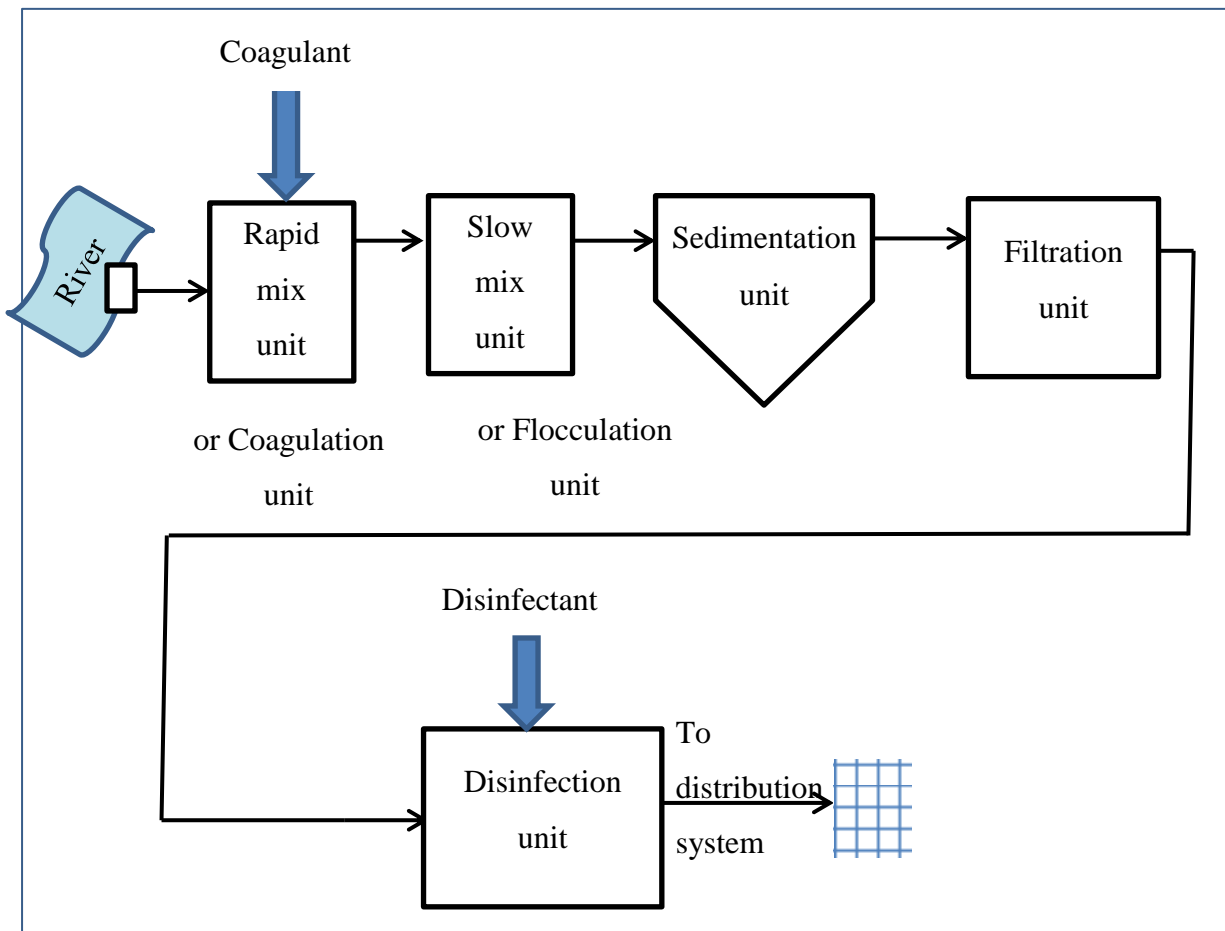 Coagulant
River
Rapid
mix
unit
Slow
mix
unit
Sedimentation
unit
Filtration
unit
or Coagulation
unit
or Flocculation
unit
Disinfectant
Disinfection
unit
To
distribution
system